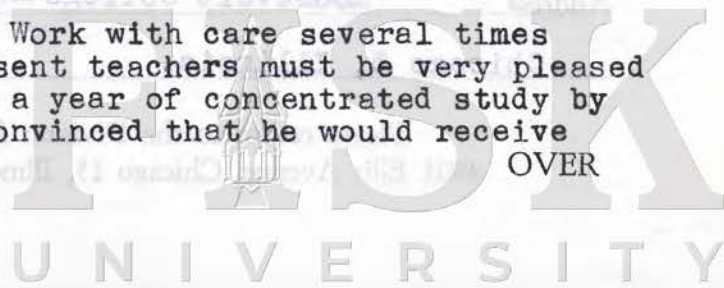 Work with care several times
sent teachers must be very pleased
a year of concentrated study by
onvinced that he would receive
OVER
FISK
UNIVERSITY